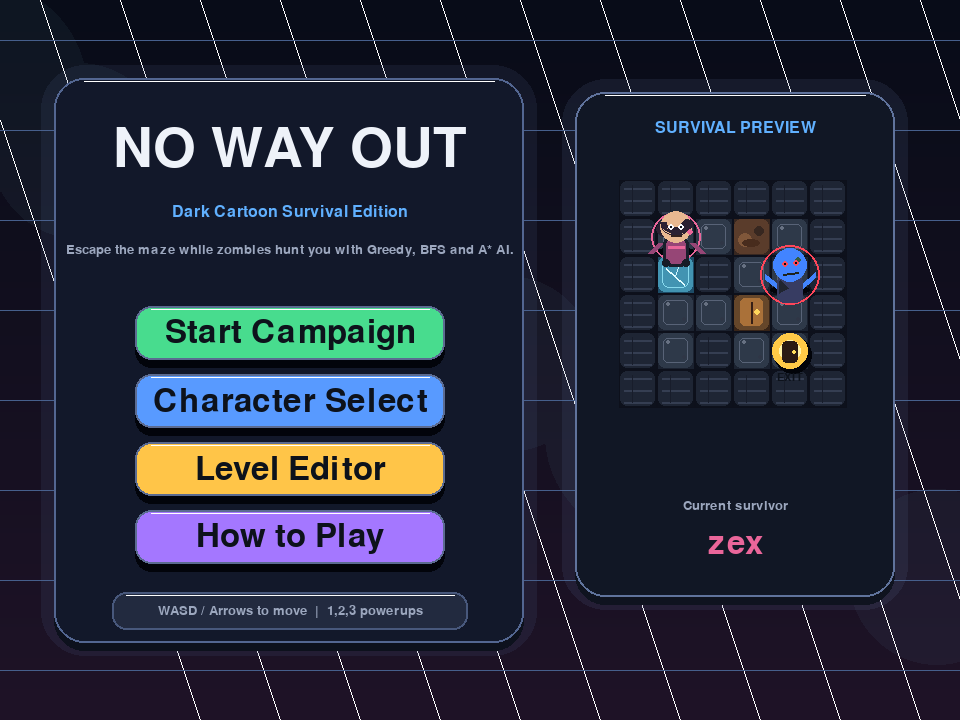 NO WAY OUT
Dark Cartoon Survival Edition
Escape the maze while zombies hunt you with Greedy, BFS and A* AI.
Start Campaign
Character Select
Level Editor
How to Play
WASD / Arrows to move | 1,2,3 powerups
SURVIVAL PREVIEW
EXIT
Current survivor
zex